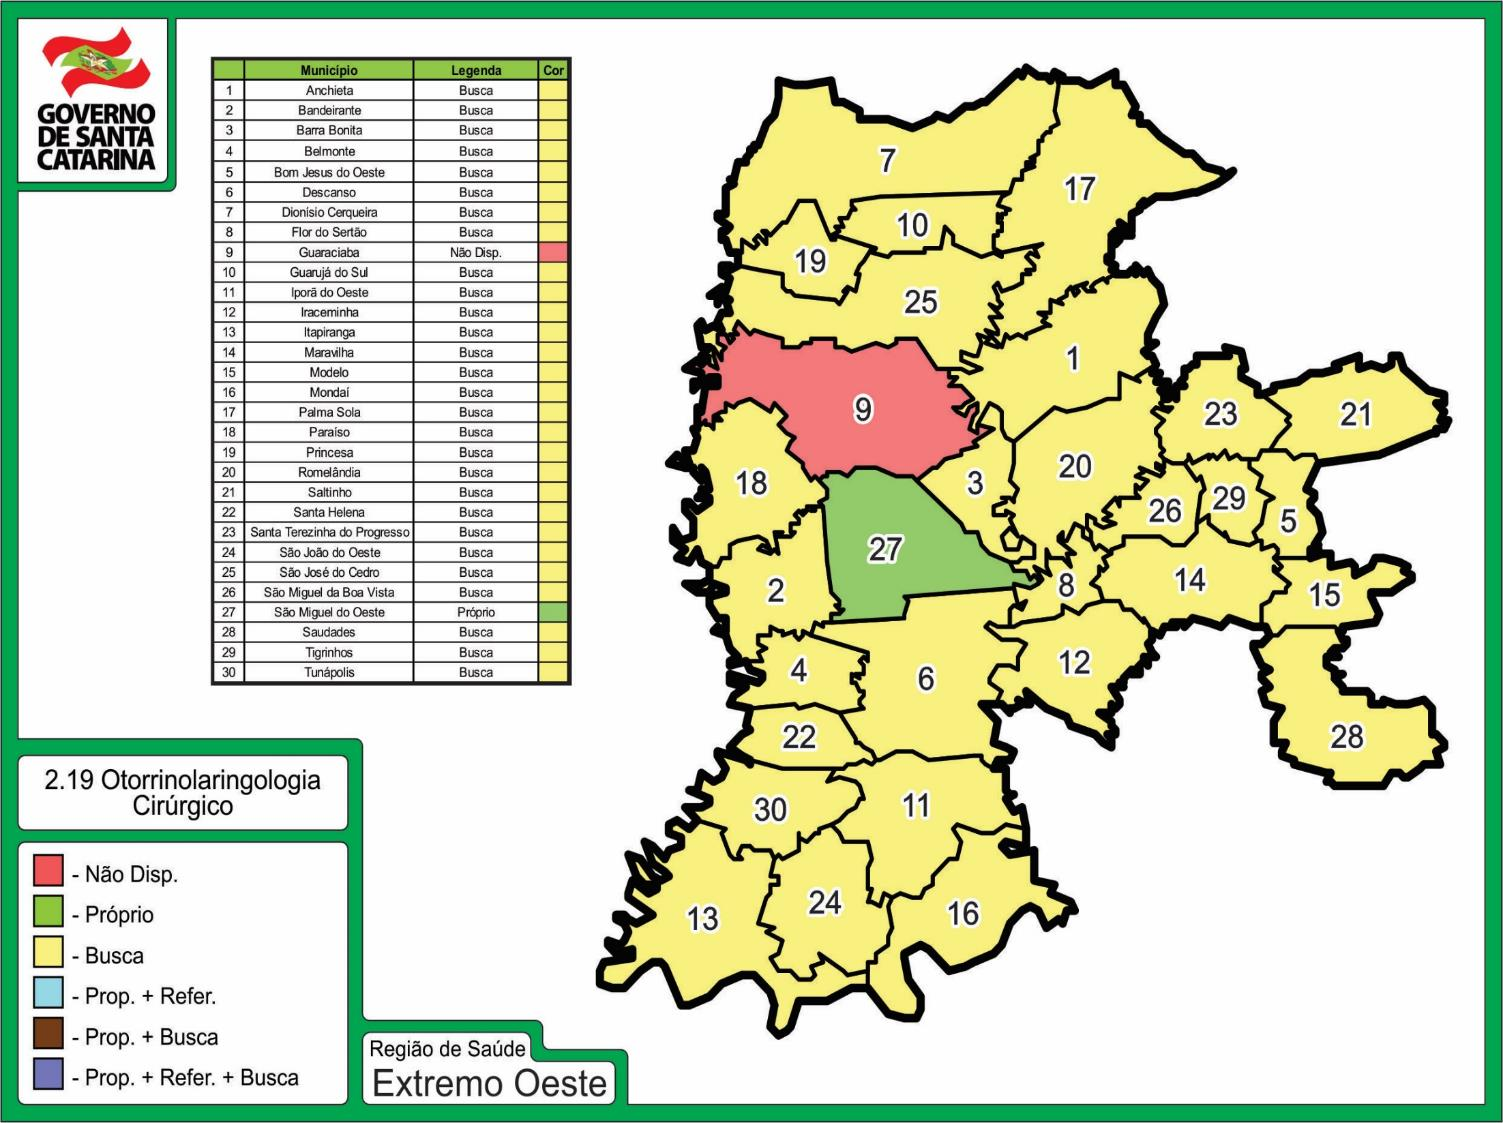 GOVERNO
DE SANTA
CATARINA
Município Legenda Cor
1 Anchieta Busca
2 Bandeirante Busca
3 Barra Bonita Busca
4 Belmonte Busca
5 Bom Jesus do Oeste Busca
6 Descanso Busca
7 Dionísio Cerqueira Busca
8 Flor do Sertão Busca
9 Guaraciaba Não Disp.
10 Guarujá do Sul Busca
11 Iporã do Oeste Busca
12 Iraceminha Busca
13 Itapiranga Busca
14 Maravilha Busca
15 Modelo Busca
16 Mondaí Busca
17 Palma Sola Busca
18 Paraíso Busca
19 Princesa Busca
20 Romelândia Busca
21 Saltinho Busca
22 Santa Helena Busca
23 Santa Terezinha do Progresso Busca
24 São João do Oeste Busca
25 São José do Cedro Busca
26 São Miguel da Boa Vista Busca
27 São Miguel do Oeste Próprio
28 Saudades Busca
29 Tigrinhos Busca
30 Tunápolis Busca
7
17
10
19
25
1
9
23
21
18
3
20
26
29
5
27
2
8
14
15
4
6
12
22
28
30
11
13
24
16
2.19 Otorrinolaringologia
Cirúrgico
- Não Disp.
- Próprio
- Busca
- Prop. + Refer.
- Prop. + Busca
- Prop. + Refer. + Busca
Região de Saúde
Extremo Oeste